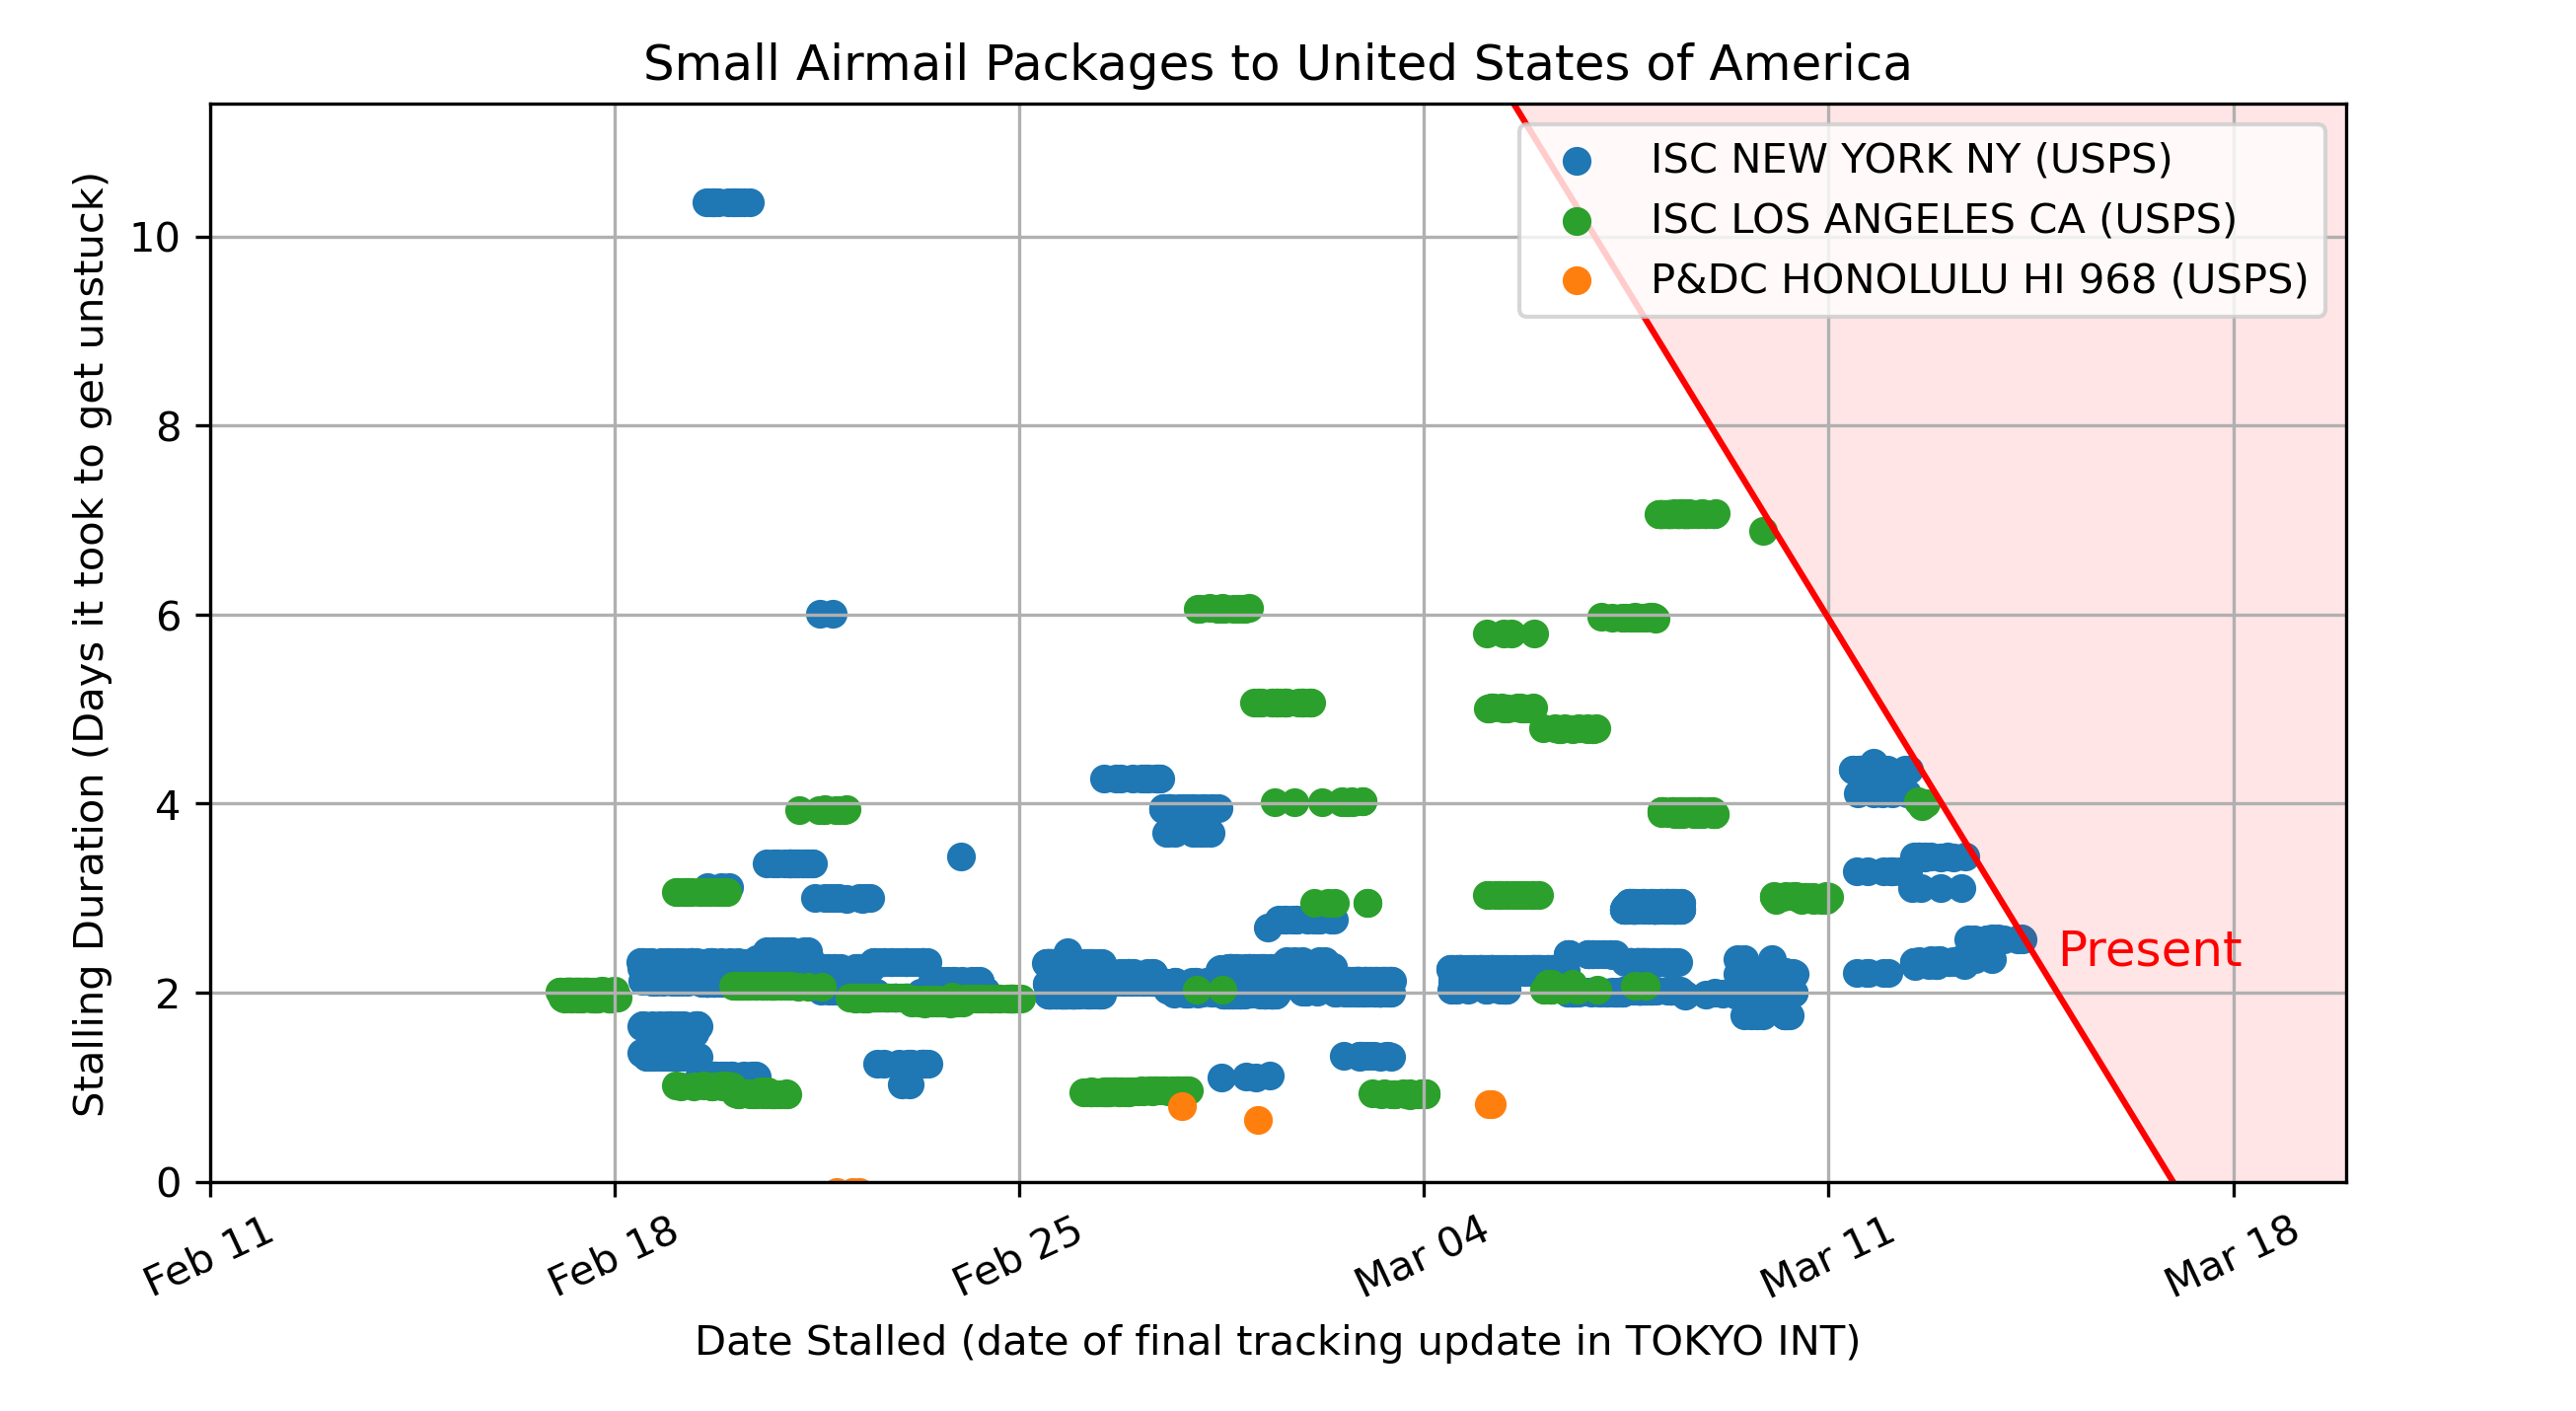 Small Airmail Packages to United States of America
ISC NEW YORK NY (USPS)
ISC LOS ANGELES CA (USPS)
P&DC HONOLULU HI 968 (USPS)
Stalling Duration (Days it took to get unstuck)
10
8
6
4
2
0
Present
Feb 11
Feb 18
Feb 25
Mar 04
Mar 11
Mar 18
Date Stalled (date of final tracking update in TOKYO INT)